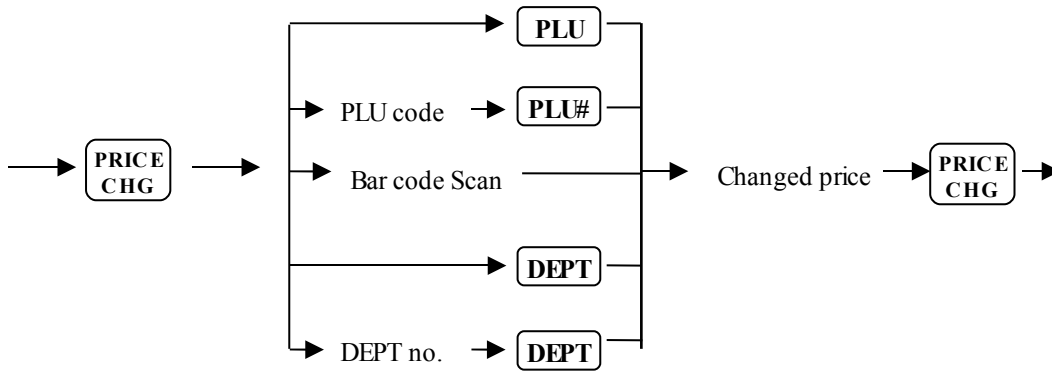 PLU
PLU code PLU#
PRICE
CHG
Bar code Scan
Changed price
PRICE
CHG
DEPT
DEPT no. DEPT